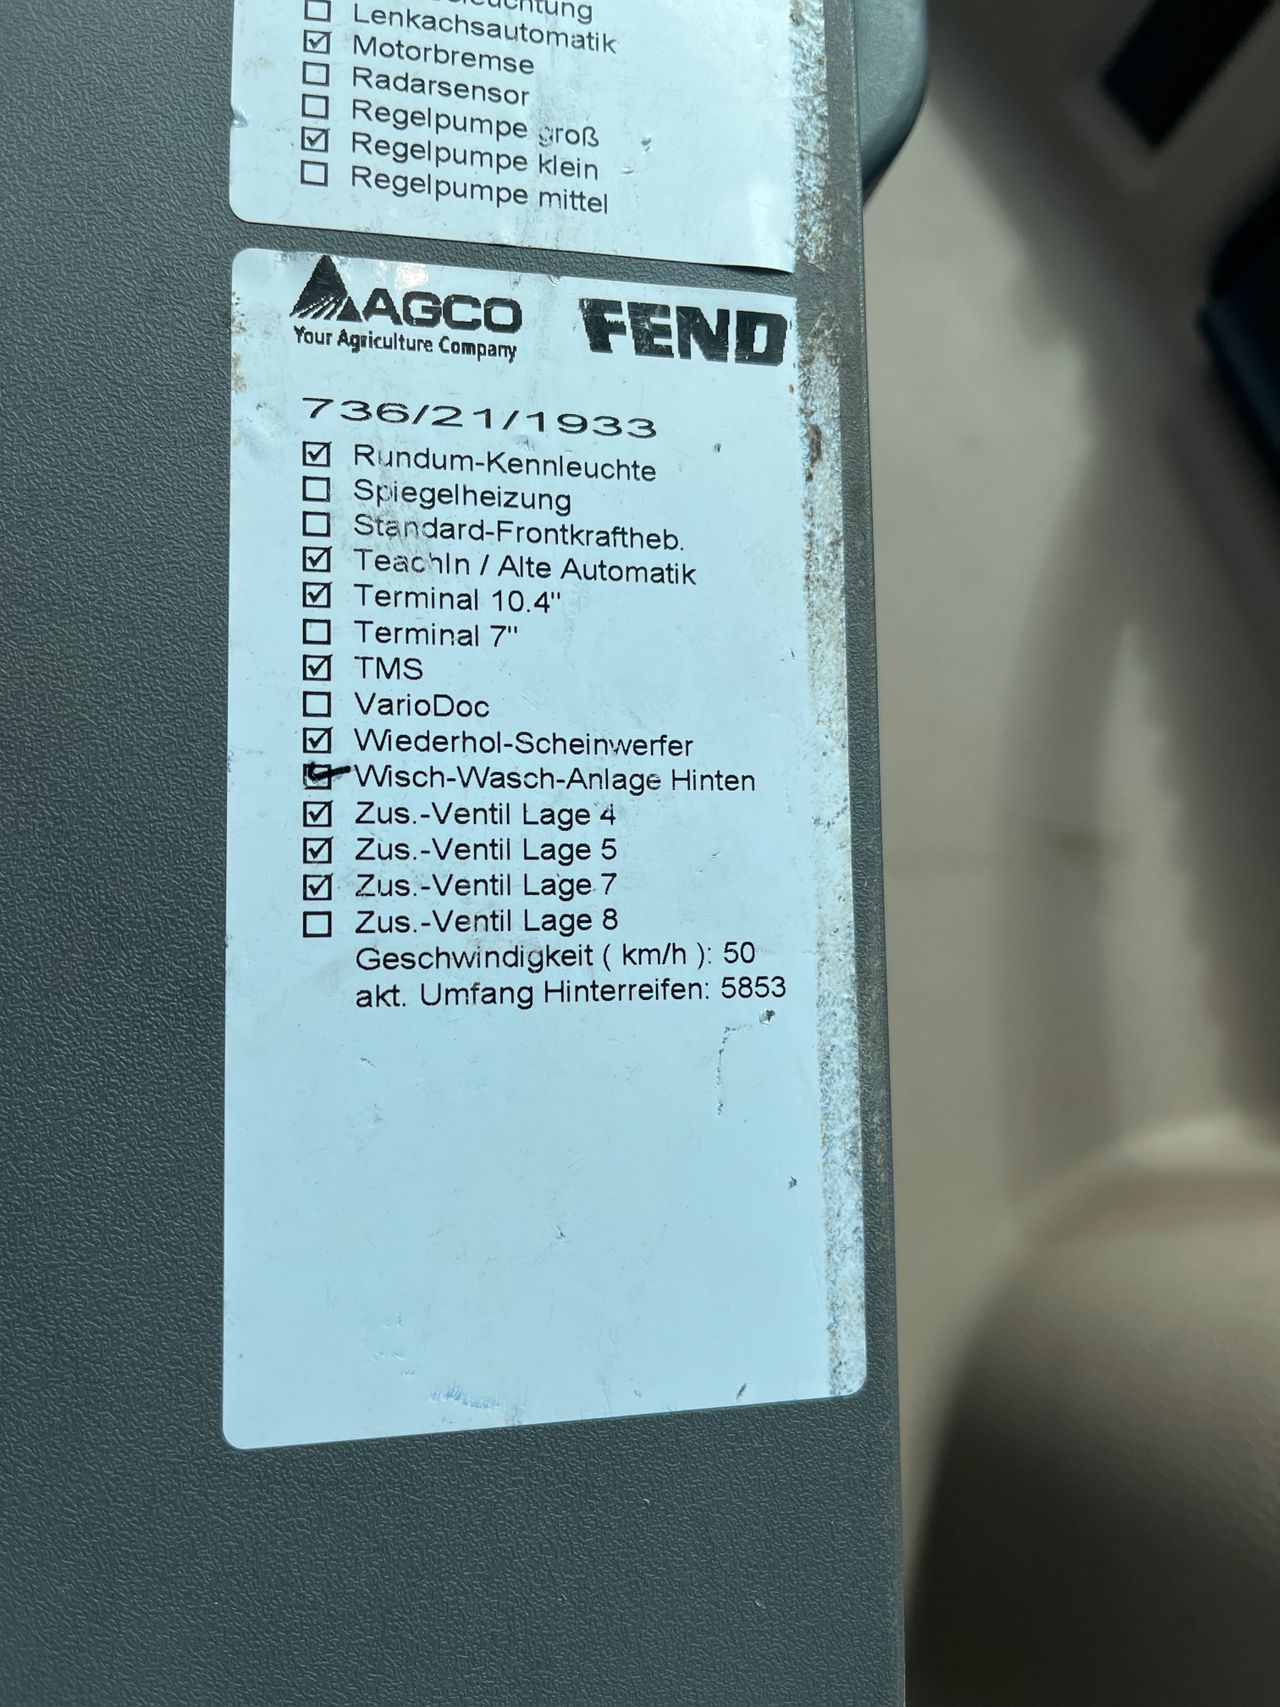 ☐ Lenkachsautomatik
☑ Motorbremse
☐ Radarsensor
☐ Regelpumpe groß
☑ Regelpumpe klein
☐ Regelpumpe mittel
AGCO FEND
Your Agriculture Company
736/21/1933
☑ Rundum-Kennleuchte
☐ Spiegelheizung
☐ Standard-Frontkraftheb.
☑ TeachIn / Alte Automatik
☑ Terminal 10.4"
☐ Terminal 7"
☑ TMS
☐ VarioDoc
☑ Wiederhol-Scheinwerfer
☑ Wisch-Wasch-Anlage Hinten
☑ Zus.-Ventil Lage 4
☑ Zus.-Ventil Lage 5
☑ Zus.-Ventil Lage 7
☐ Zus.-Ventil Lage 8
Geschwindigkeit ( km/h ): 50
akt. Umfang Hinterreifen: 5853